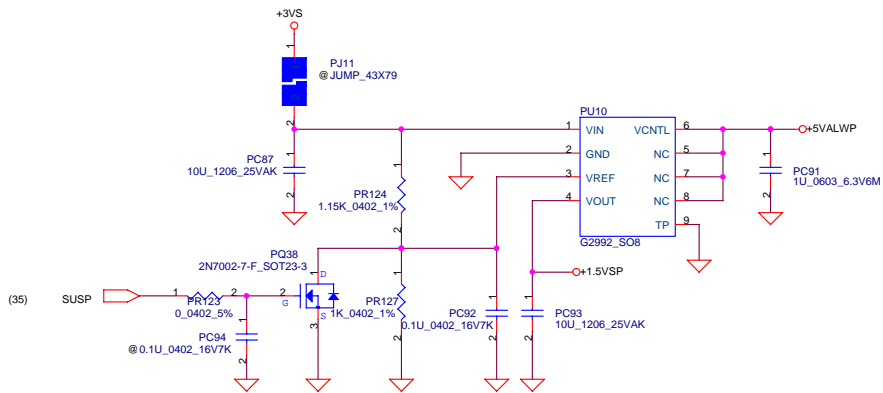 +3VS
1
PJ11
@JUMP_43X79
2
PU10
1 VIN VCNTL 6
2 GND NC 5
3 VREF NC 7
4 VOUT NC 8
TP 9
G2992_SO8
+5VALWP
1
PC91
1U_0603_6.3V6M
2
1
PC87
10U_1206_25VAK
2
1
PR124
1.15K_0402_1%
2
+1.5VSP
PQ38
2N7002-7-F_SOT23-3
1 D
2 G
S 3
(35) SUSP
1 2
PR123
0_0402_5%
1
PC94
@0.1U_0402_16V7K
2
1
PR127
1K_0402_1%
2
1
PC92
0.1U_0402_16V7K
2
1
PC93
10U_1206_25VAK
2